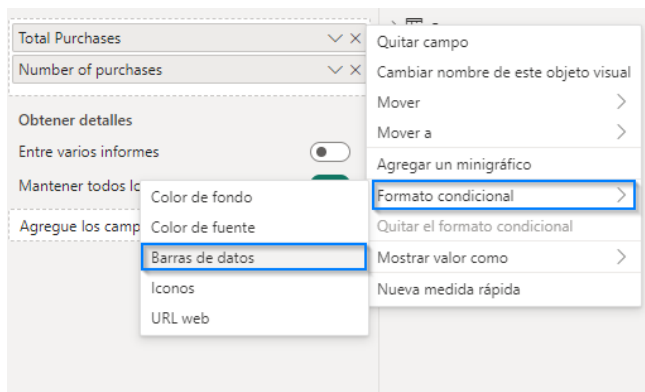 Total Purchases
Number of purchases
Obtener detalles
Entre varios informes
Mantener todos lo
Agregue los camp
Quitar campo
Cambiar nombre de este objeto visual
Mover
Mover a
Agregar un minigráfico
Formato condicional
Quitar el formato condicional
Mostrar valor como
Nueva medida rápida
Color de fondo
Color de fuente
Barras de datos
Iconos
URL web